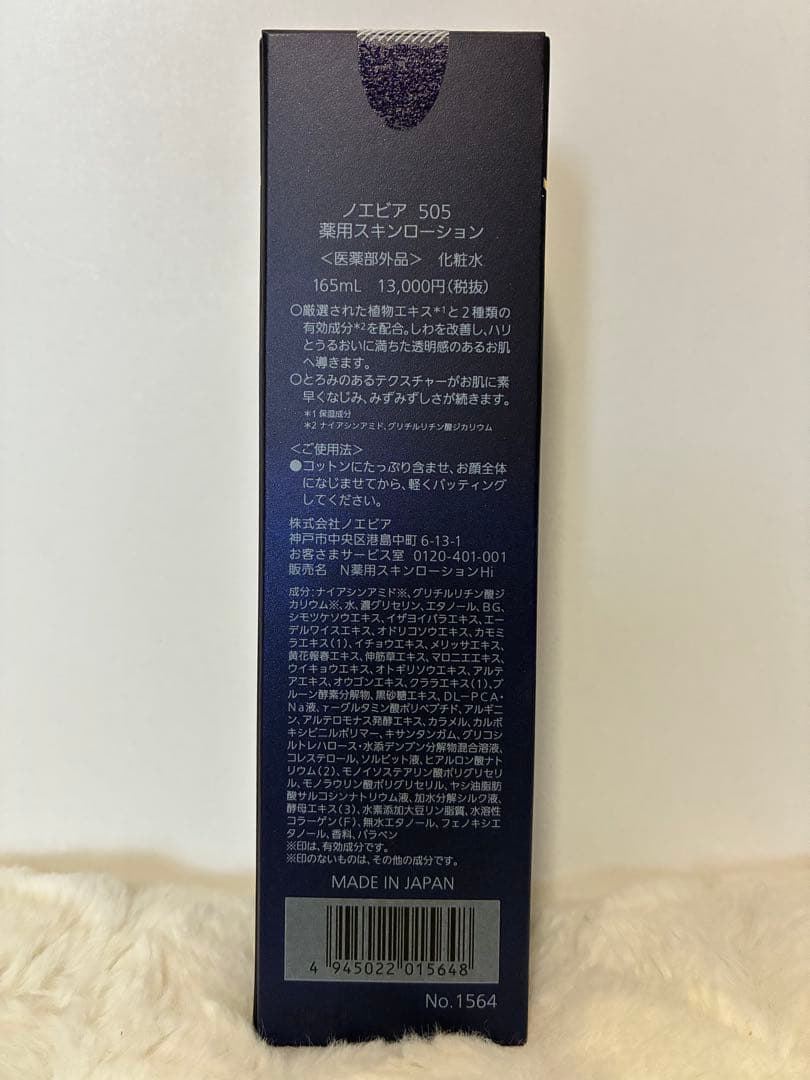 ノエビア 505
薬用スキンローション
<医薬部外品> 化粧水
165mL 13,000円(税抜)
○厳選された植物エキス*1と2種類の
有効成分*2を配合。しわを改善し、ハリ
とうるおいに満ちた透明感のあるお肌
へ導きます。
○とろみのあるテクスチャーがお肌に素
早くなじみ、みずみずしさが続きます。
*1 保湿成分
*2 ナイアシンアミド、グリチルリチン酸ジカリウム
<ご使用法>
●コットンにたっぷり含ませ、お顔全体
になじませてから、軽くパッティング
してください。
株式会社ノエビア
神戸市中央区港島中町 6-13-1
お客さまサービス室 0120-401-001
販売名 N薬用スキンローションHi
成分:ナイアシンアミド※、グリチルリチン酸ジ
カリウム※、水、濃グリセリン、エタノール、BG、
シモツケソウエキス、イザヨイバラエキス、エー
デルワイスエキス、オドリコソウエキス、カモミ
ラエキス(1)、イチョウエキス、メリッサエキス、
黄花報春エキス、伸筋草エキス、マロニエエキス、
ウイキョウエキス、オトギリソウエキス、アルテ
アエキス、オウゴンエキス、クララエキス(1)、プ
ルーン酵素分解物、黒砂糖エキス、DL-PCA・
Na液、γ-グルタミン酸ポリペプチド、アルギニ
ン、アルテロモナス発酵エキス、カラメル、カルボ
キシビニルポリマー、キサンタンガム、グリコシ
ルトレハロース・水添デンプン分解物混合溶液、
コレステロール、ソルビット液、ヒアルロン酸ナト
リウム(2)、モノイソステアリン酸ポリグリセリ
ル、モノラウリン酸ポリグリセリル、ヤシ油脂肪
酸サルコシンナトリウム液、加水分解シルク液、
酵母エキス(3)、水素添加大豆リン脂質、水溶性
コラーゲン(F)、無水エタノール、フェノキシエ
タノール、香料、パラベン
※印は、有効成分です。
※印のないものは、その他の成分です。
MADE IN JAPAN
4 945022 015648
No.1564